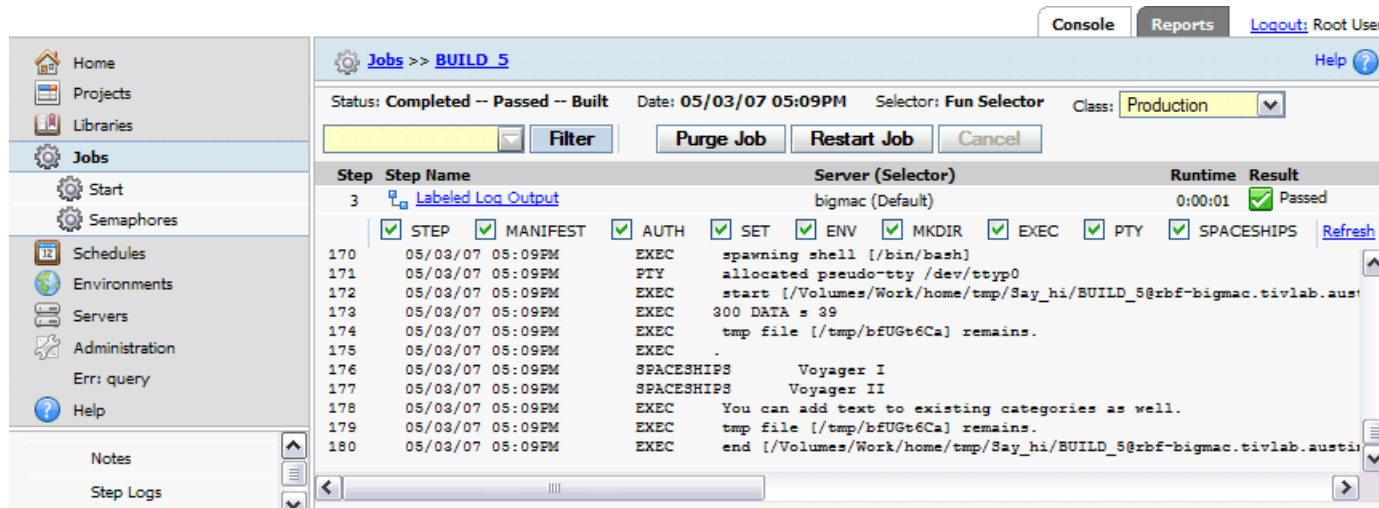 Console Reports Logout: Root User
Home
Projects
Libraries
Jobs
Start
Semaphores
Schedules
Environments
Servers
Administration
Err: query
Help
Notes
Step Logs
Jobs >> BUILD_5 Help ?
Status: Completed -- Passed -- Built Date: 05/03/07 05:09PM Selector: Fun Selector Class: Production
Filter Purge Job Restart Job Cancel
Step Step Name Server (Selector) Runtime Result
3 Labeled Log Output bigmac (Default) 0:00:01 Passed
STEP MANIFEST AUTH SET ENV MKDIR EXEC PTY SPACESHIPS Refresh
170 05/03/07 05:09PM EXEC spawning shell [/bin/bash]
171 05/03/07 05:09PM PTY allocated pseudo-tty /dev/ttyp0
172 05/03/07 05:09PM EXEC start [/Volumes/Work/home/tmp/Say_hi/BUILD_5@rbf-bigmac.tivlab.aust
173 05/03/07 05:09PM EXEC 300 DATA s 39
174 05/03/07 05:09PM EXEC tmp file [/tmp/bfUGt6Ca] remains.
175 05/03/07 05:09PM EXEC .
176 05/03/07 05:09PM SPACESHIPS Voyager I
177 05/03/07 05:09PM SPACESHIPS Voyager II
178 05/03/07 05:09PM EXEC You can add text to existing categories as well.
179 05/03/07 05:09PM EXEC tmp file [/tmp/bfUGt6Ca] remains.
180 05/03/07 05:09PM EXEC end [/Volumes/Work/home/tmp/Say_hi/BUILD_5@rbf-bigmac.tivlab.austi